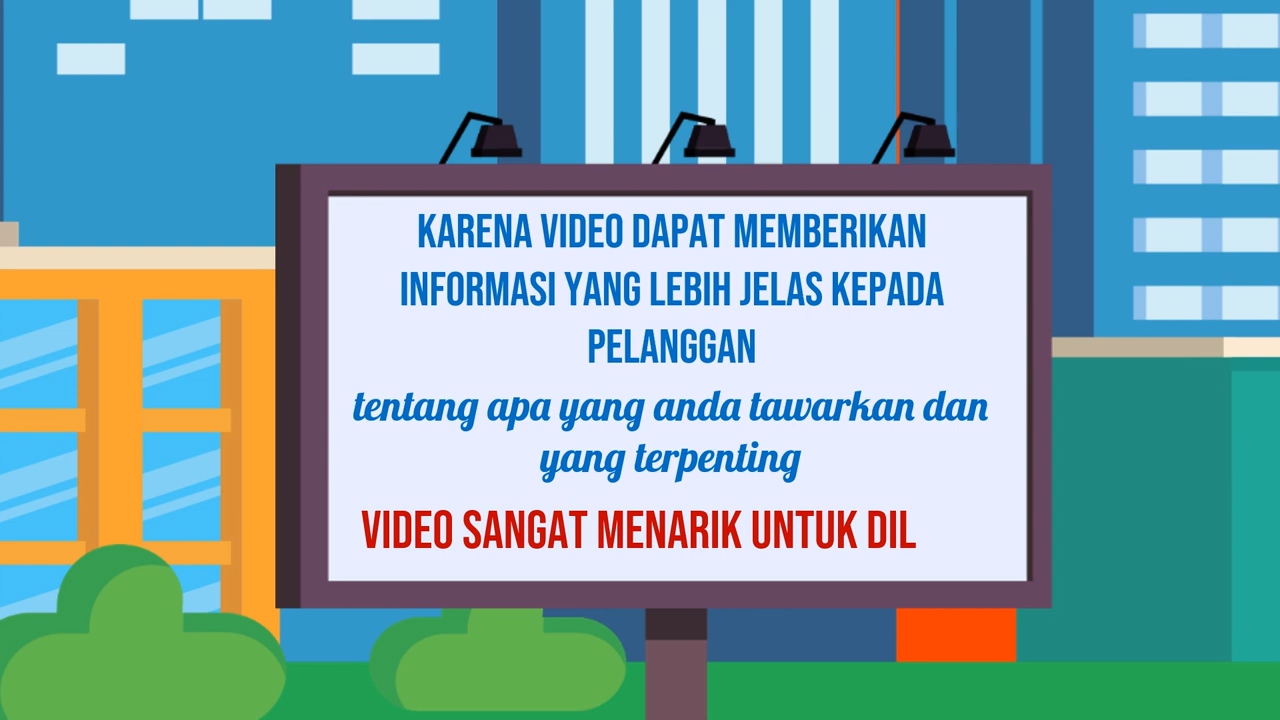 KARENA VIDEO DAPAT MEMBERIKAN
INFORMASI YANG LEBIH JELAS KEPADA
PELANGGAN
tentang apa yang anda tawarkan dan
yang terpenting
VIDEO SANGAT MENARIK UNTUK DIL